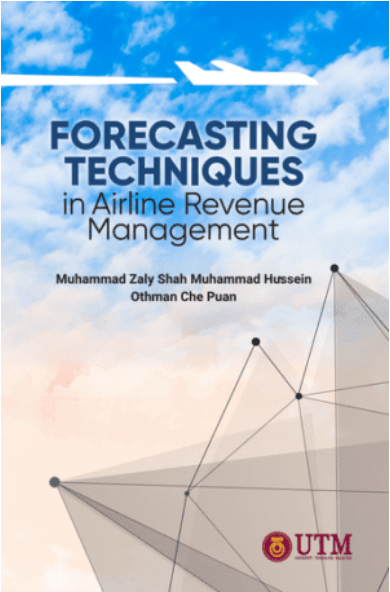 FORECASTING
TECHNIQUES
in Airline Revenue
Management
Muhammad Zaly Shah Muhammad Hussein
Othman Che Puan
UTM